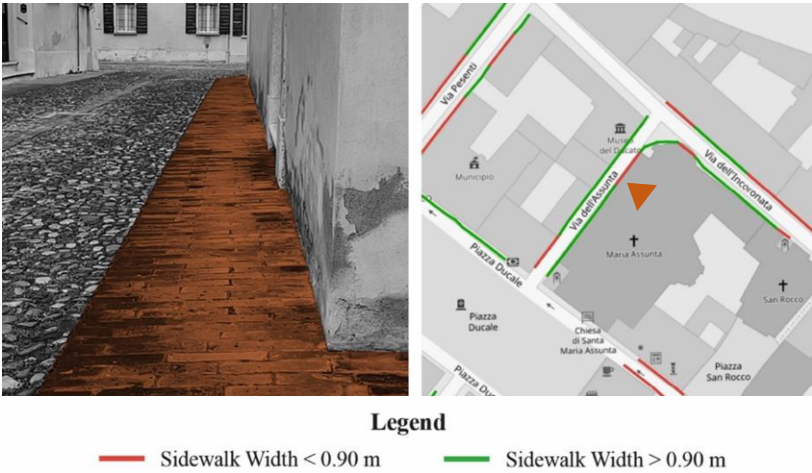 Via Pesenti
Museo
del Ducato
Municipio
Via dell'Assunta
Via dell'Incoronata
Piazza Ducale
Maria Assunta
San Rocco
Piazza
Ducale
Chiesa
di Santa
Maria Assunta
Piazza
San Rocco
Piazza Du
Legend
Sidewalk Width < 0.90 m
Sidewalk Width > 0.90 m